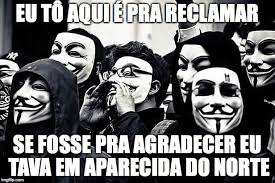 EU TÔ AQUI É PRA RECLAMAR
SE FOSSE PRA AGRADECER EU
TAVA EM APARECIDA DO NORTE
imgflip.com